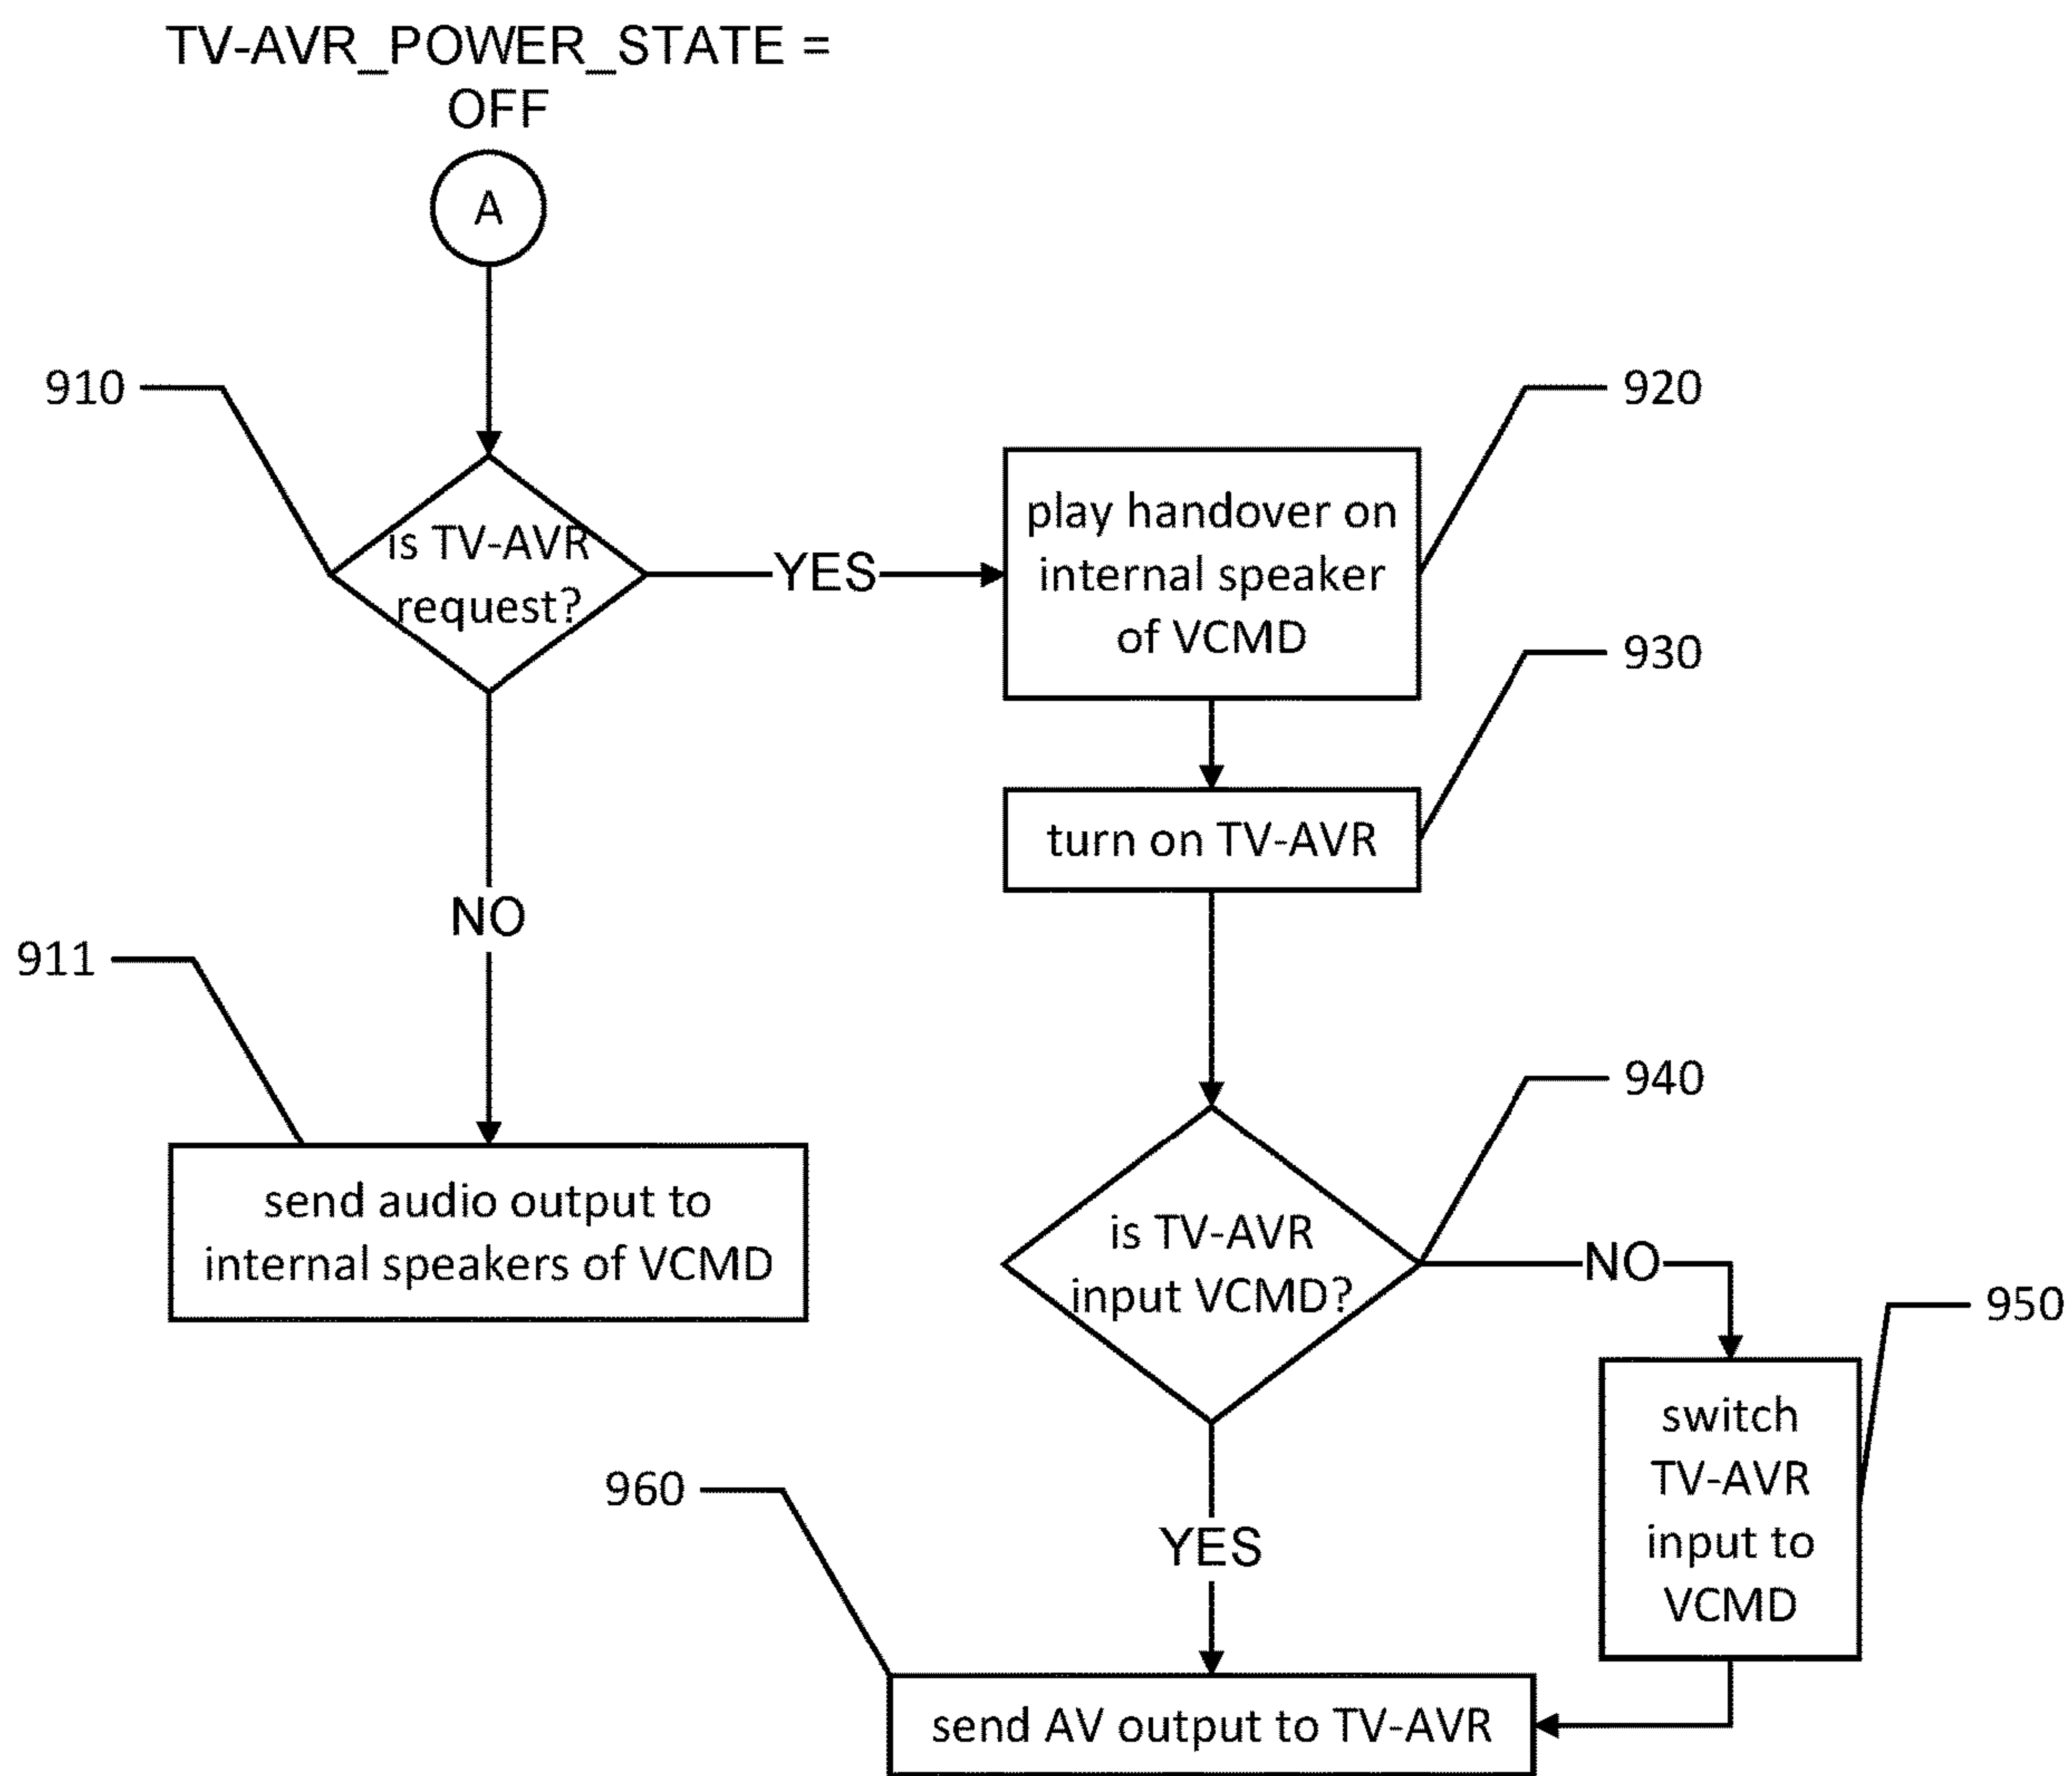 TV-AVR_POWER_STATE =
OFF
A
910
is TV-AVR
request?
YES
920
play handover on
internal speaker
of VCMD
930
turn on TV-AVR
NO
911
send audio output to
internal speakers of VCMD
940
is TV-AVR
input VCMD?
NO
950
switch
TV-AVR
input to
VCMD
YES
960
send AV output to TV-AVR